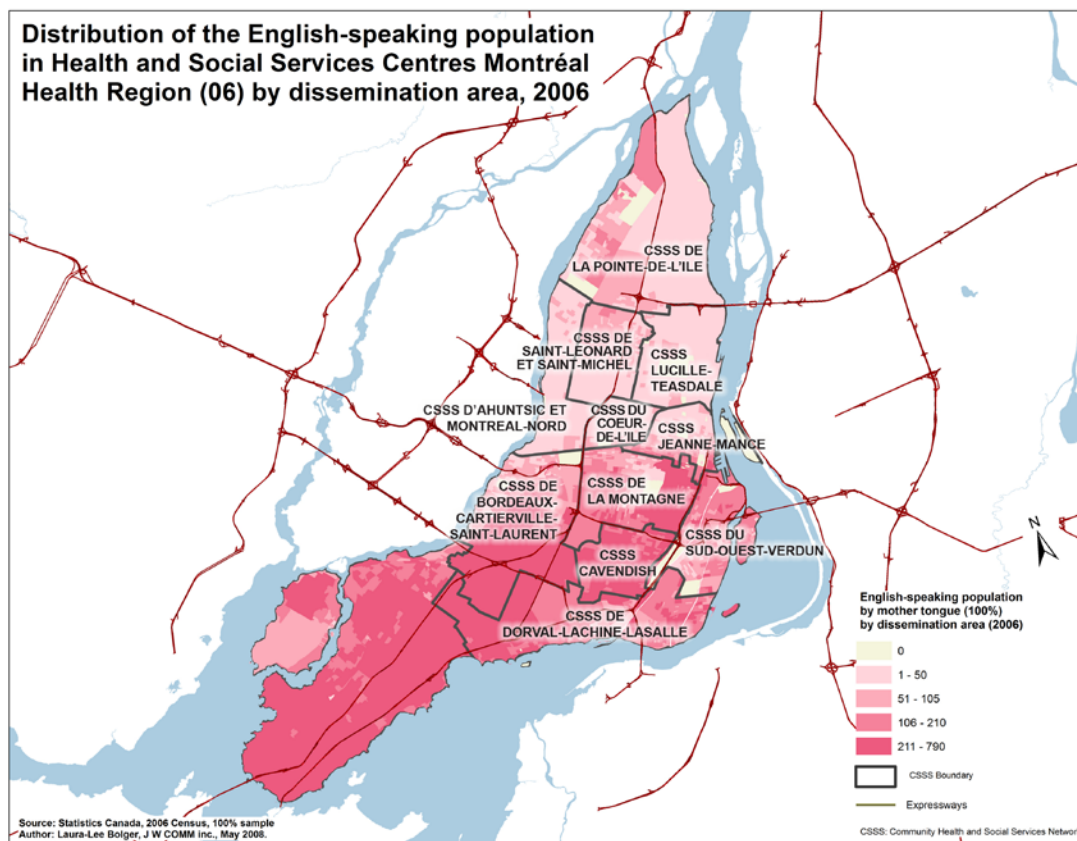 Distribution of the English-speaking population
in Health and Social Services Centres Montréal
Health Region (06) by dissemination area, 2006
CSSS DE
LA POINTE-DE-L'ILE
CSSS DE
SAINT-LEONARD
ET SAINT-MICHEL
CSSS
LUCILLE-
TEASDALE
CSSS D'AHUNTSIC ET
MONTREAL-NORD
CSSS DU
COEUR-
DE-L'ILE
CSSS
JEANNE-MANCE
CSSS DE
BORDEAUX-
CARTIERVILLE-
SAINT-LAURENT
CSSS DE
LA MONTAGNE
CSSS DU
SUD-OUEST-VERDUN
CSSS
CAVENDISH
CSSS DE
DORVAL-LACHINE-LASALLE
N
English-speaking population
by mother tongue (100%)
by dissemination area (2006)
0
1 - 50
51 - 105
106 - 210
211 - 790
CSSS Boundary
Expressways
Source: Statistics Canada, 2006 Census, 100% sample
Author: Laura-Lee Bolger, J W COMM inc., May 2008.
CSSS: Community Health and Social Services Network